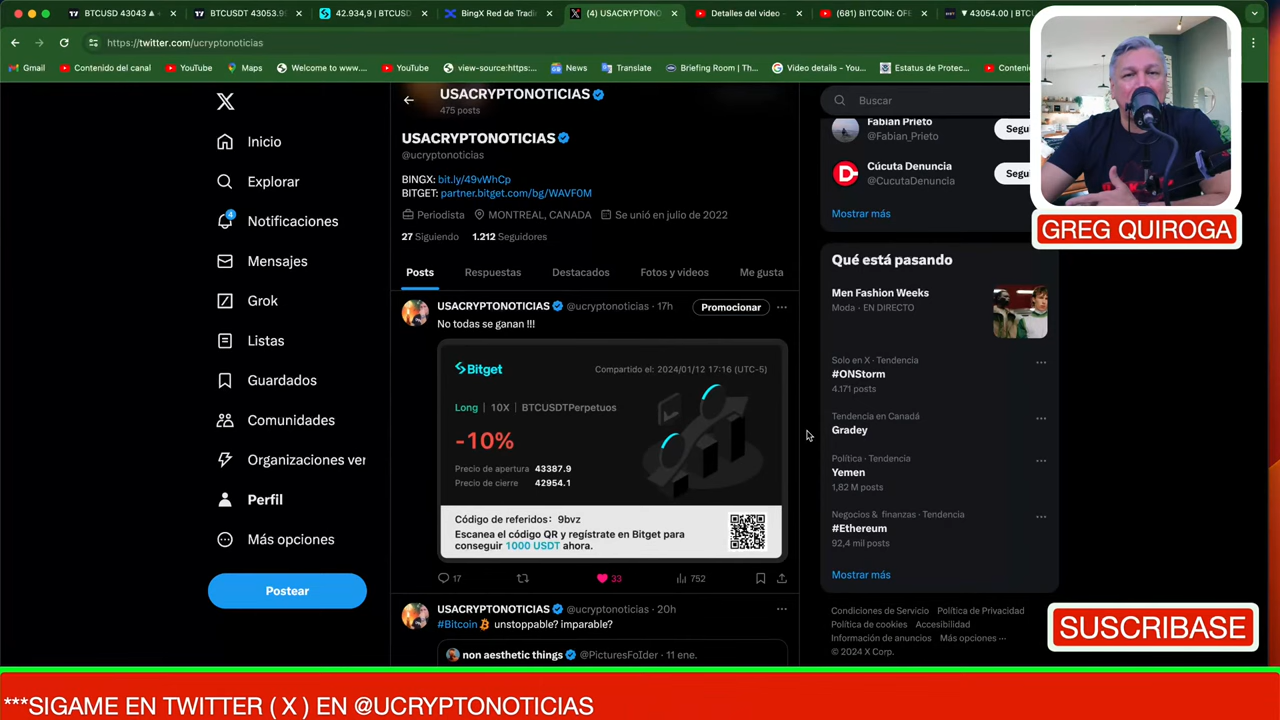 BTCUSD 43043
BTCUSDT 43053.9
42.934,9 | BTCUSD
BingX Red de Tradi
(4) USACRYPTONO
Detalles del video -
(681) BITCOIN: OFE
43054.00 | BTCU
https://twitter.com/ucryptonoticias
Gmail
Contenido del canal
YouTube
Maps
Welcome to www....
YouTube
view-source:https:...
News
Translate
Briefing Room | Th...
Video details - You...
Estatus de Protec...
Conteni
Inicio
Explorar
4
Notificaciones
Mensajes
Grok
Listas
Guardados
Comunidades
Organizaciones ver
Perfil
Más opciones
Postear
USACRYPTONOTICIAS
475 posts
USACRYPTONOTICIAS
@ucryptonoticias
BINGX: bit.ly/49vWhCp
BITGET: partner.bitget.com/bg/WAVF0M
Periodista MONTREAL, CANADA Se unió en julio de 2022
27 Siguiendo 1.212 Seguidores
Posts Respuestas Destacados Fotos y videos Me gusta
USACRYPTONOTICIAS @ucryptonoticias · 17h
Promocionar
No todas se ganan !!!
Bitget
Compartido el: 2024/01/12 17:16 (UTC-5)
Long | 10X | BTCUSDTPerpetuos
-10%
Precio de apertura 43387.9
Precio de cierre 42954.1
Código de referidos: 9bvz
Escanea el código QR y regístrate en Bitget para
conseguir 1000 USDT ahora.
17 33 752
USACRYPTONOTICIAS @ucryptonoticias · 20h
#Bitcoin unstoppable? imparable?
non aesthetic things @PicturesFoIder · 11 ene.
Buscar
Fabian Prieto
@Fabian_Prieto
Segui
Cúcuta Denuncia
@CucutaDenuncia
Segui
Mostrar más
Qué está pasando
Men Fashion Weeks
Moda · EN DIRECTO
Solo en X · Tendencia
#ONStorm
4.171 posts
Tendencia en Canadá
Gradey
Política · Tendencia
Yemen
1,82 M posts
Negocios & finanzas · Tendencia
#Ethereum
92,4 mil posts
Mostrar más
Condiciones de Servicio Política de Privacidad
Política de cookies Accesibilidad
Información de anuncios Más opciones ···
© 2024 X Corp.
GREG QUIROGA
SUSCRIBASE
***SIGAME EN TWITTER ( X ) EN @UCRYPTONOTICIAS